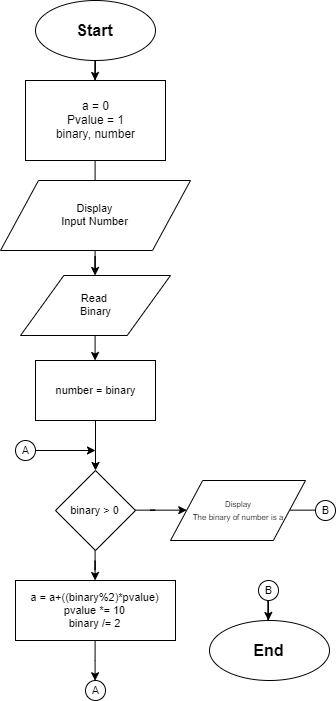 Start
a = 0
Pvalue = 1
binary, number
Display
Input Number
Read
Binary
number = binary
A
binary > 0
Display
The binary of number is a
B
a = a+((binary%2)*pvalue)
pvalue *= 10
binary /= 2
A
B
End